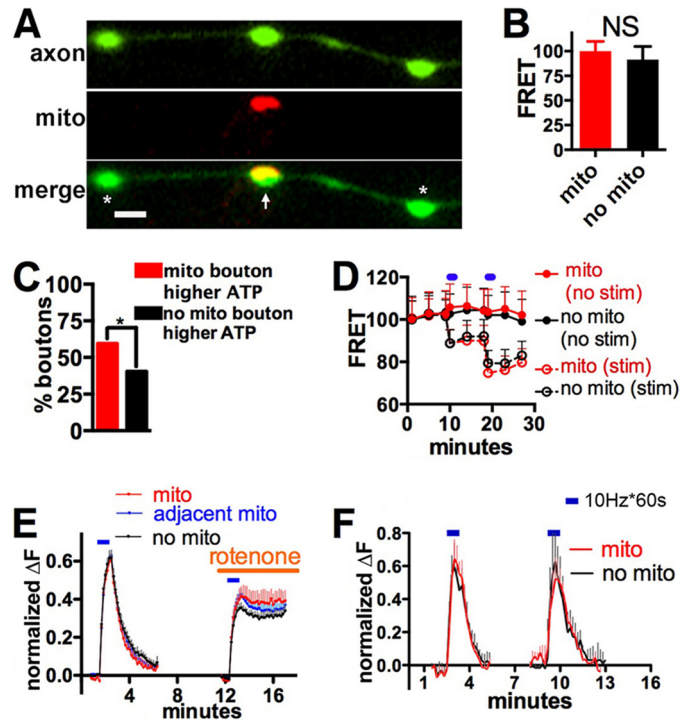 A
axon
mito
merge
*
*
B
NS
FRET
125
100
75
50
25
0
mito
no mito
C
% boutons
100
75
50
25
0
*
mito bouton
higher ATP
no mito bouton
higher ATP
D
FRET
120
100
80
60
0
10
20
30
minutes
mito
(no stim)
no mito
(no stim)
mito (stim)
no mito (stim)
E
mito
adjacent mito
no mito
rotenone
normalized ΔF
0.6
0.4
0.2
0.0
4
8
12
16
minutes
F
10Hz*60s
mito
no mito
normalized ΔF
0.8
0.6
0.4
0.2
0.0
1
4
7
10
13
16
minutes